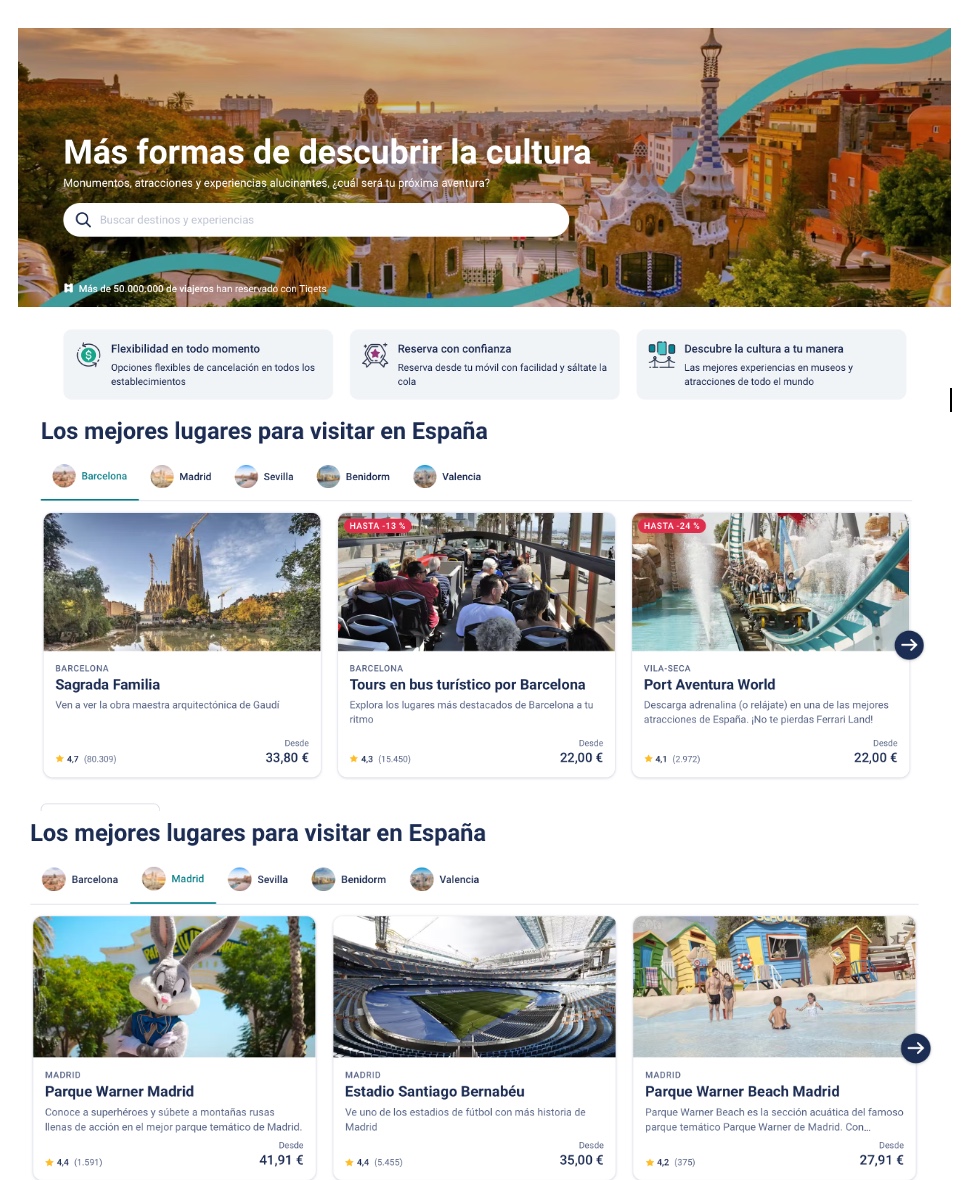 Más formas de descubrir la cultura
Monumentos, atracciones y experiencias alucinantes, ¿cuál será tu próxima aventura?
Buscar destinos y experiencias
Más de 50.000.000 de viajeros han reservado con Tiqets
Flexibilidad en todo momento
Opciones flexibles de cancelación en todos los
establecimientos
Reserva con confianza
Reserva desde tu móvil con facilidad y sáltate la
cola
Descubre la cultura a tu manera
Las mejores experiencias en museos y
atracciones de todo el mundo
Los mejores lugares para visitar en España
Barcelona Madrid Sevilla Benidorm Valencia
BARCELONA
Sagrada Familia
Ven a ver la obra maestra arquitectónica de Gaudí
Desde
4,7 (80.309) 33,80 €
HASTA -13 %
BARCELONA
Tours en bus turístico por Barcelona
Explora los lugares más destacados de Barcelona a tu
ritmo
Desde
4,3 (15.450) 22,00 €
HASTA -24 %
VILA-SECA
Port Aventura World
Descarga adrenalina (o relájate) en una de las mejores
atracciones de España. ¡No te pierdas Ferrari Land!
Desde
4,1 (2.972) 22,00 €
Los mejores lugares para visitar en España
Barcelona Madrid Sevilla Benidorm Valencia
MADRID
Parque Warner Madrid
Conoce a superhéroes y súbete a montañas rusas
llenas de acción en el mejor parque temático de Madrid.
Desde
4,4 (1.591) 41,91 €
MADRID
Estadio Santiago Bernabéu
Ve uno de los estadios de fútbol con más historia de
Madrid
Desde
4,4 (5.455) 35,00 €
MADRID
Parque Warner Beach Madrid
Parque Warner Beach es la sección acuática del famoso
parque temático Parque Warner de Madrid. Con...
Desde
4,2 (375) 27,91 €